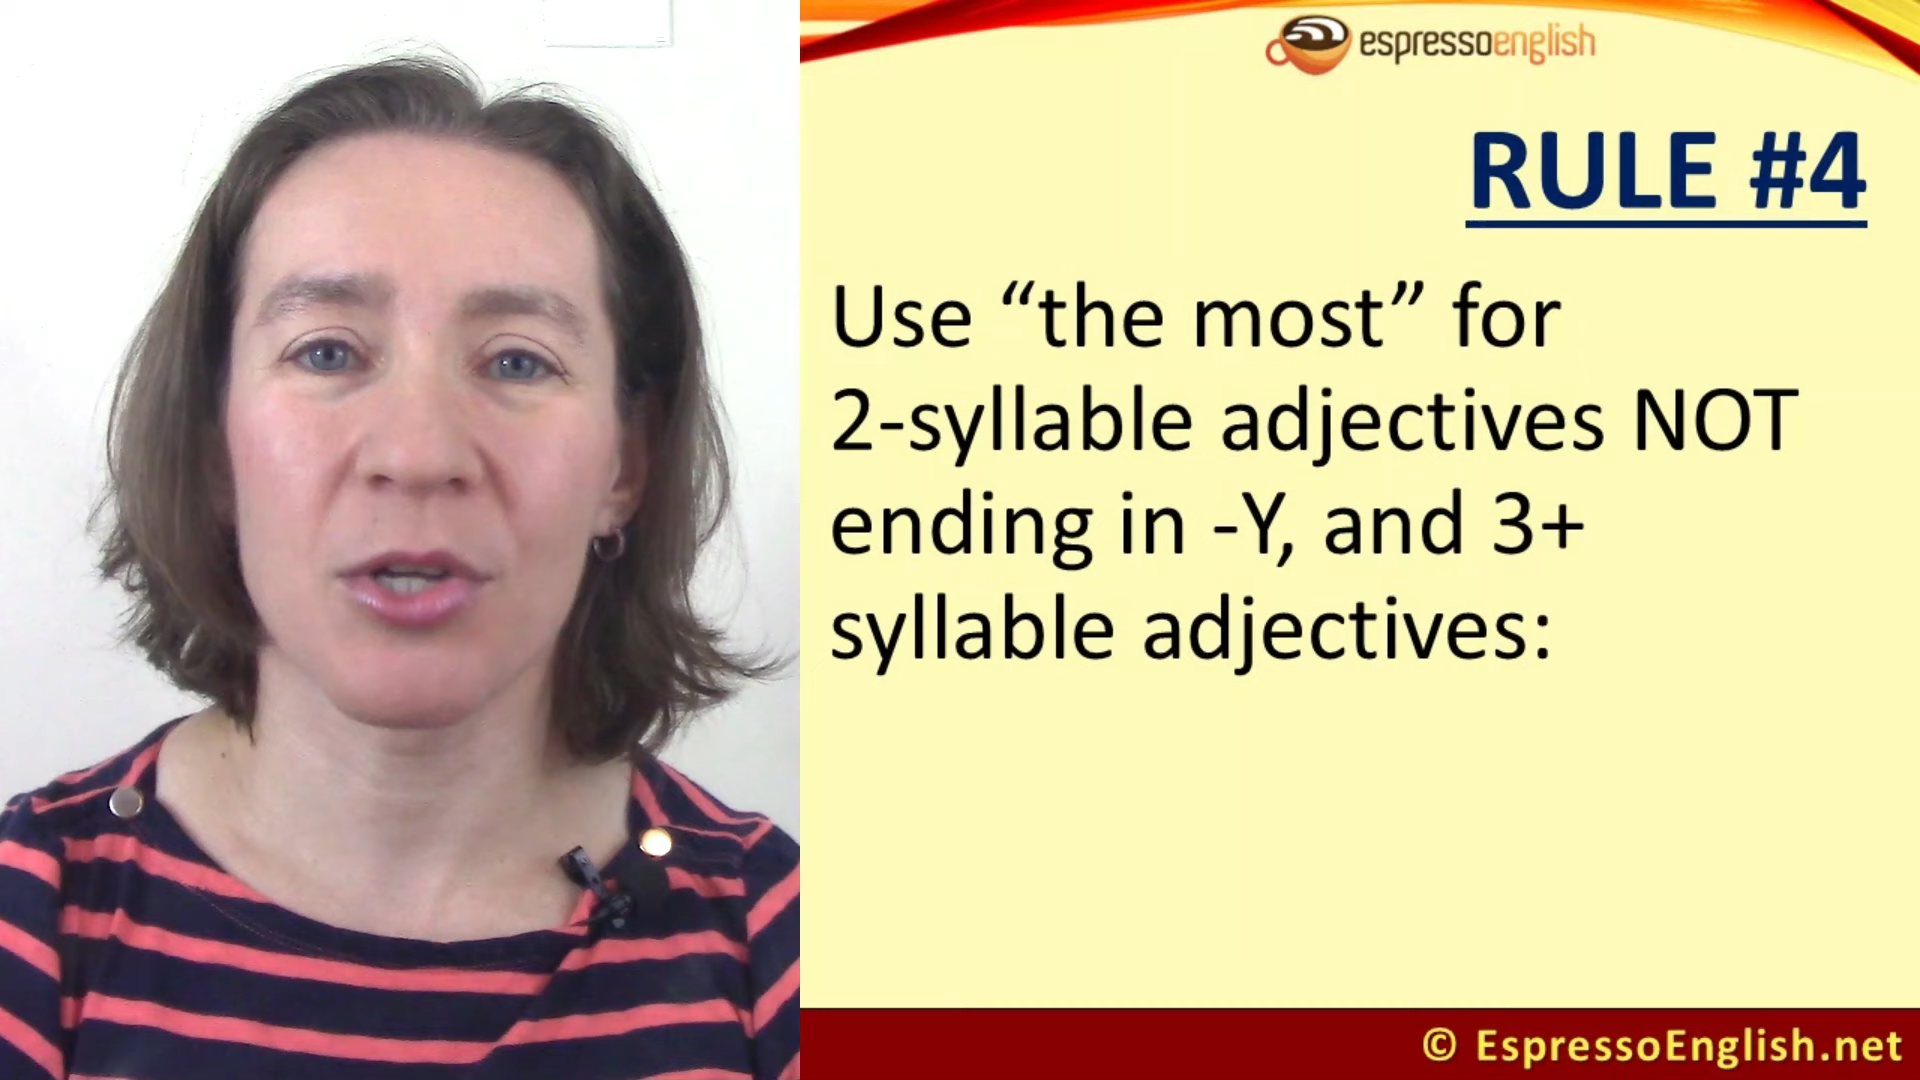 espressoenglish
RULE #4
Use “the most” for
2-syllable adjectives NOT
ending in -Y, and 3+
syllable adjectives:
© EspressoEnglish.net